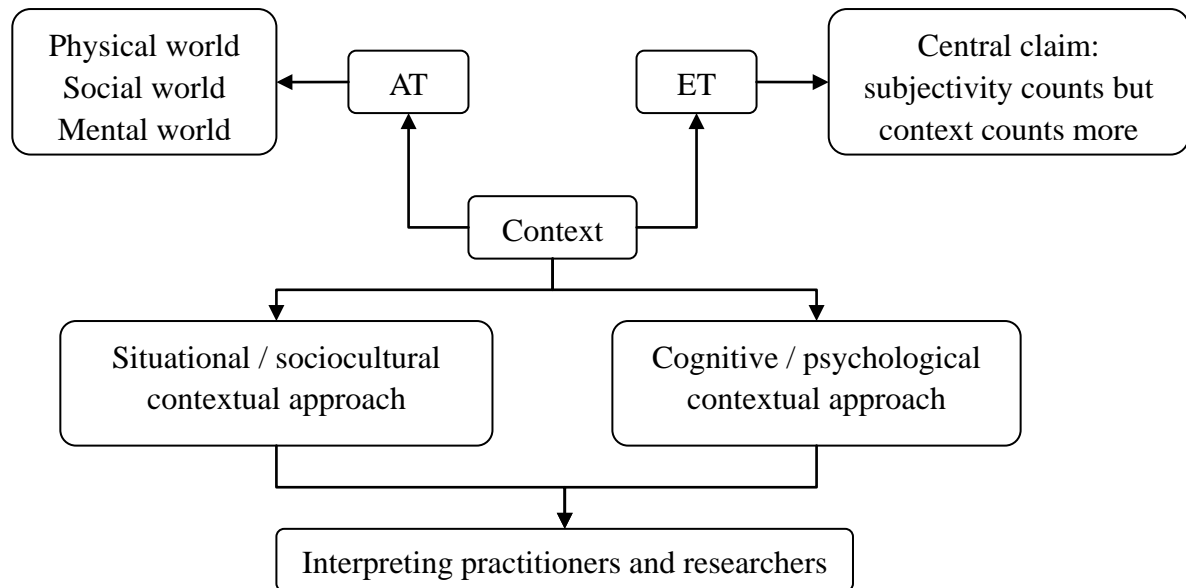 Physical world
Social world
Mental world
AT
ET
Central claim:
subjectivity counts but
context counts more
Context
Situational / sociocultural
contextual approach
Cognitive / psychological
contextual approach
Interpreting practitioners and researchers